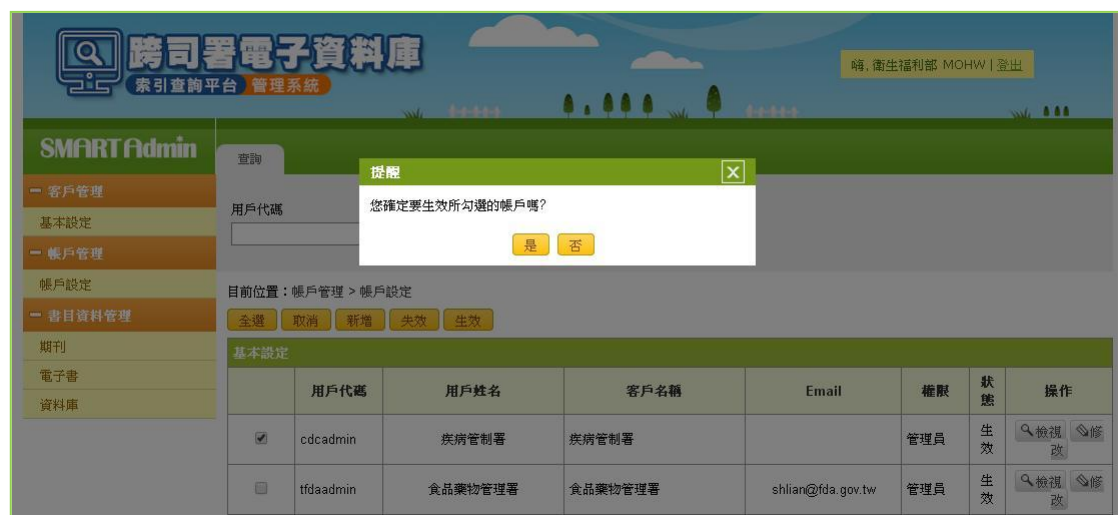 跨司署電子資料庫
索引查詢平台 管理系統
嗨, 衛生福利部 MOHW | 登出
SMARTAdmin
查詢
提醒
您確定要生效所勾選的帳戶嗎?
是 否
客戶管理
基本設定
帳戶管理
帳戶設定
書目資料管理
期刊
電子書
資料庫
用戶代碼
目前位置：帳戶管理 > 帳戶設定
全選 取消 新增 失效 生效
基本設定
用戶代碼 用戶姓名 客戶名稱 Email 權限 狀態 操作
cdcadmin 疾病管制署 疾病管制署 管理員 生效 檢視 修改
tfdaadmin 食品藥物管理署 食品藥物管理署 shlian@fda.gov.tw 管理員 生效 檢視 修改